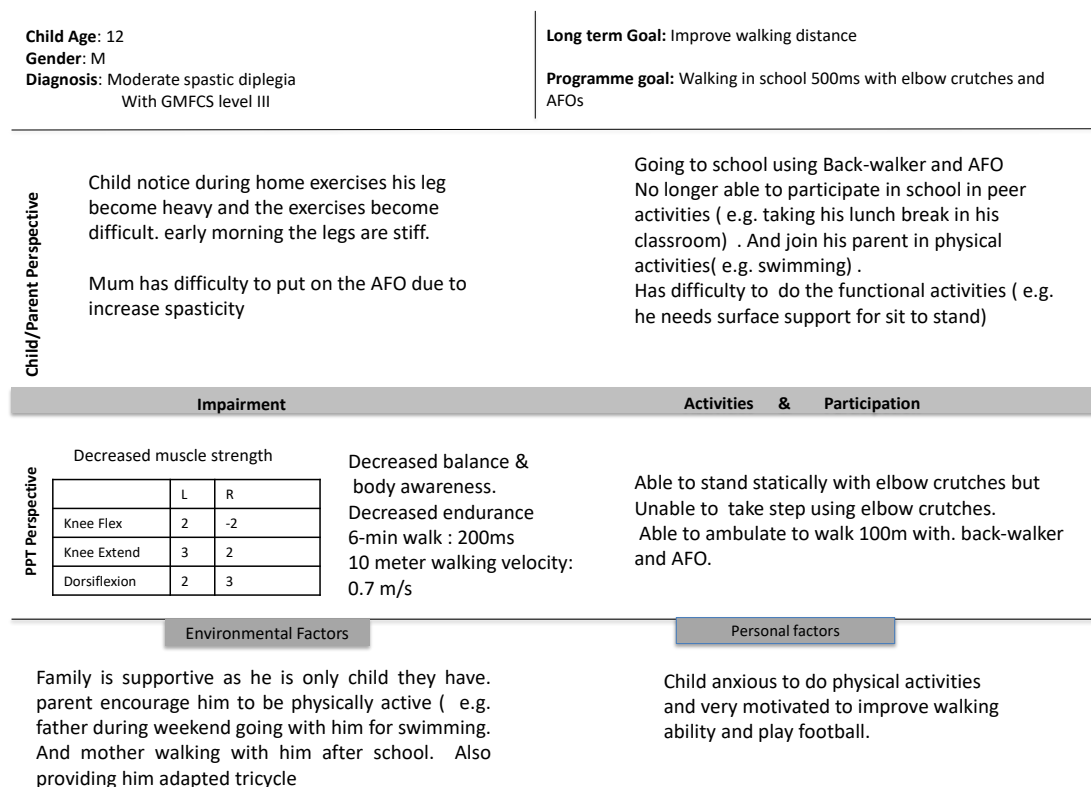 Child Age: 12
Gender: M
Diagnosis: Moderate spastic diplegia
With GMFCS level III
Long term Goal: Improve walking distance
Programme goal: Walking in school 500ms with elbow crutches and
AFOs
Child/Parent Perspective
Child notice during home exercises his leg
become heavy and the exercises become
difficult. early morning the legs are stiff.
Mum has difficulty to put on the AFO due to
increase spasticity
Going to school using Back-walker and AFO
No longer able to participate in school in peer
activities ( e.g. taking his lunch break in his
classroom) . And join his parent in physical
activities( e.g. swimming) .
Has difficulty to do the functional activities ( e.g.
he needs surface support for sit to stand)
Impairment
Activities & Participation
PPT Perspective
Decreased muscle strength
L R
Knee Flex 2 -2
Knee Extend 3 2
Dorsiflexion 2 3
Decreased balance &
body awareness.
Decreased endurance
6-min walk : 200ms
10 meter walking velocity:
0.7 m/s
Able to stand statically with elbow crutches but
Unable to take step using elbow crutches.
Able to ambulate to walk 100m with. back-walker
and AFO.
Environmental Factors
Personal factors
Family is supportive as he is only child they have.
parent encourage him to be physically active ( e.g.
father during weekend going with him for swimming.
And mother walking with him after school. Also
providing him adapted tricycle
Child anxious to do physical activities
and very motivated to improve walking
ability and play football.